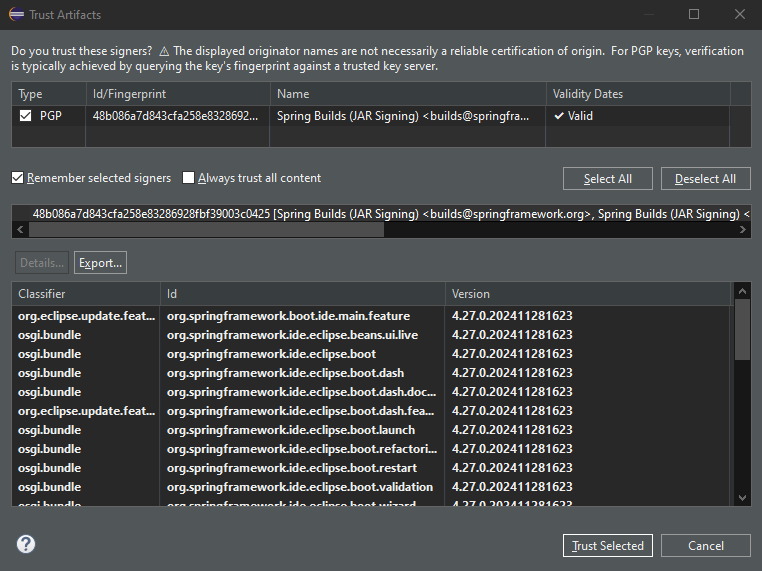 Trust Artifacts
Do you trust these signers? ⚠ The displayed originator names are not necessarily a reliable certification of origin. For PGP keys, verification
is typically achieved by querying the key's fingerprint against a trusted key server.
Type Id/Fingerprint Name Validity Dates
PGP 48b086a7d843cfa258e8328692... Spring Builds (JAR Signing) <builds@springfra... ✔ Valid
Remember selected signers Always trust all content Select All Deselect All
48b086a7d843cfa258e83286928fbf39003c0425 [Spring Builds (JAR Signing) <builds@springframework.org>, Spring Builds (JAR Signing) <
Details... Export...
Classifier Id Version
org.eclipse.update.feat... org.springframework.boot.ide.main.feature 4.27.0.202411281623
osgi.bundle org.springframework.ide.eclipse.beans.ui.live 4.27.0.202411281623
osgi.bundle org.springframework.ide.eclipse.boot 4.27.0.202411281623
osgi.bundle org.springframework.ide.eclipse.boot.dash 4.27.0.202411281623
osgi.bundle org.springframework.ide.eclipse.boot.dash.doc... 4.27.0.202411281623
org.eclipse.update.feat... org.springframework.ide.eclipse.boot.dash.fea... 4.27.0.202411281623
osgi.bundle org.springframework.ide.eclipse.boot.launch 4.27.0.202411281623
osgi.bundle org.springframework.ide.eclipse.boot.refactori... 4.27.0.202411281623
osgi.bundle org.springframework.ide.eclipse.boot.restart 4.27.0.202411281623
osgi.bundle org.springframework.ide.eclipse.boot.validation 4.27.0.202411281623
osgi.bundle org.springframework.ide.eclipse.boot.wizard 4.27.0.202411281623
? Trust Selected Cancel